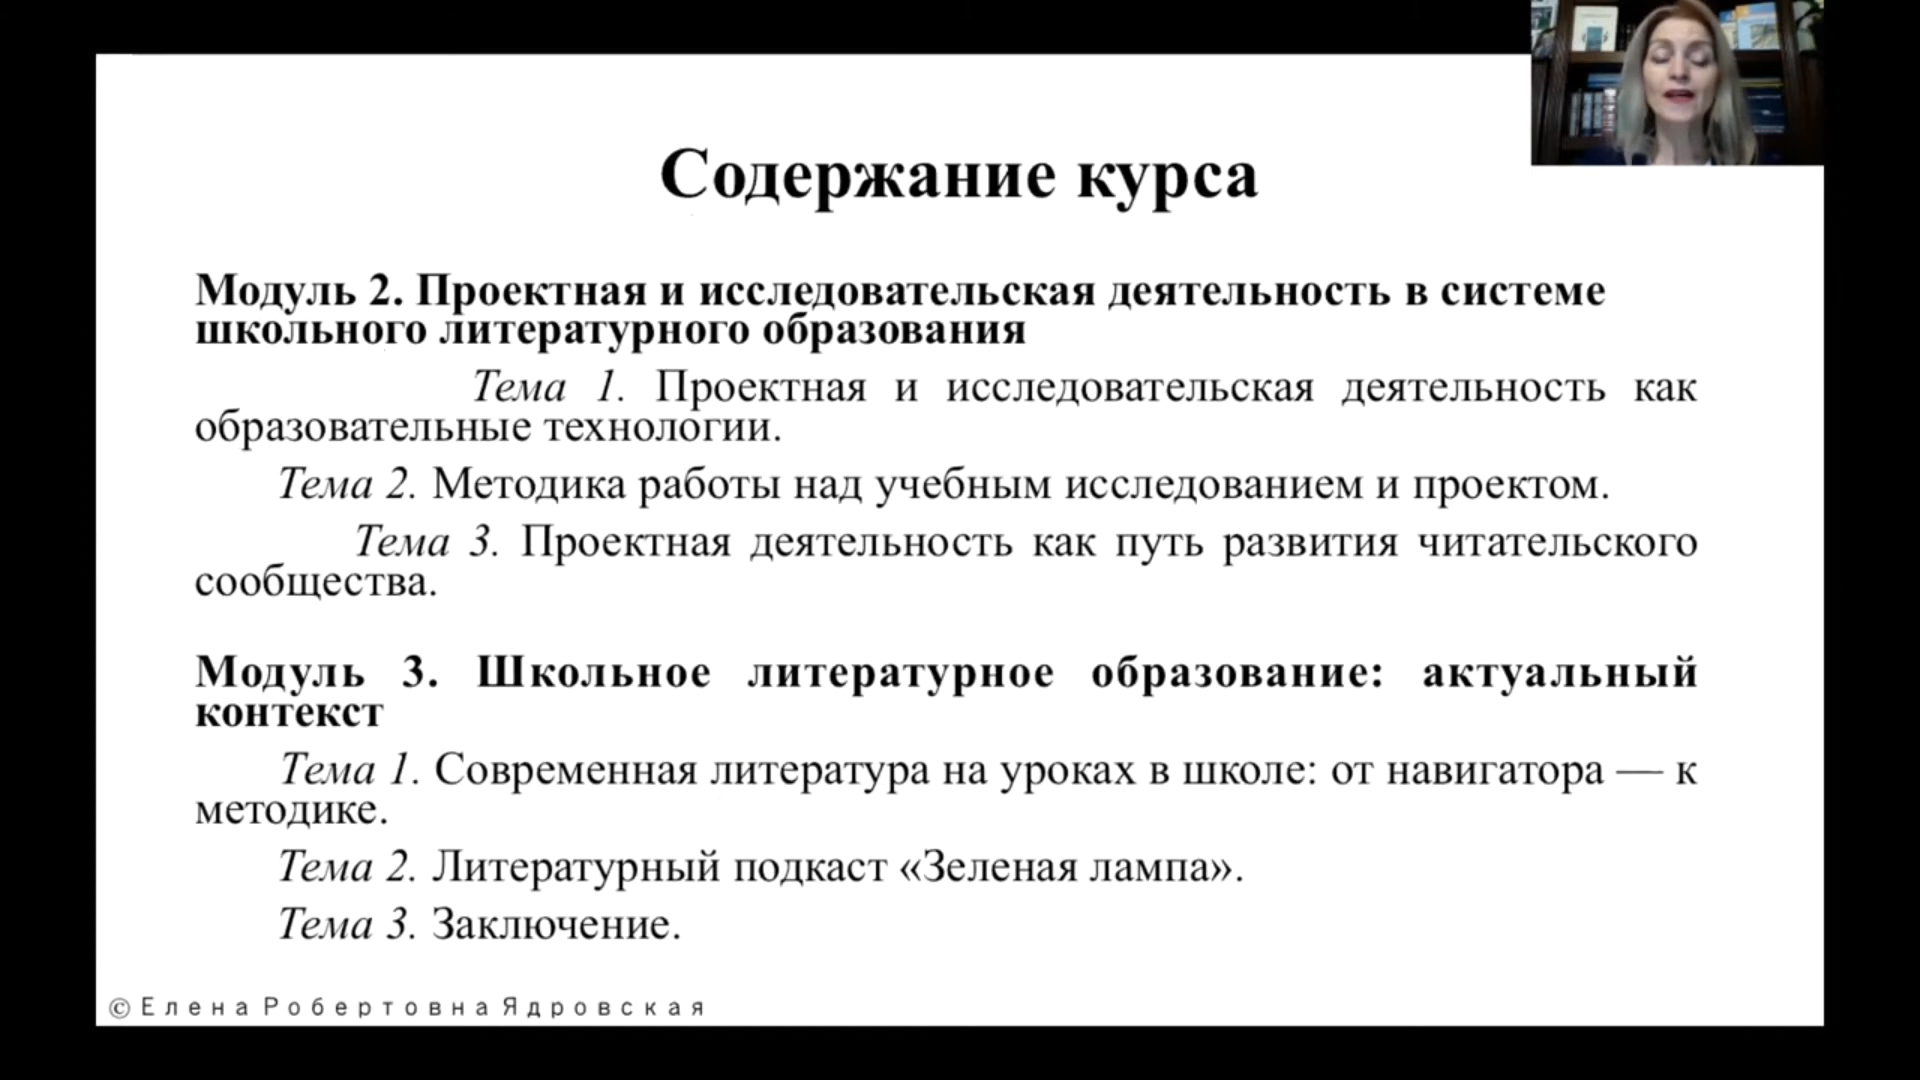 Содержание курса
Модуль 2. Проектная и исследовательская деятельность в системе
школьного литературного образования
Тема 1. Проектная и исследовательская деятельность как
образовательные технологии.
Тема 2. Методика работы над учебным исследованием и проектом.
Тема 3. Проектная деятельность как путь развития читательского
сообщества.
Модуль 3. Школьное литературное образование: актуальный
контекст
Тема 1. Современная литература на уроках в школе: от навигатора — к
методике.
Тема 2. Литературный подкаст «Зеленая лампа».
Тема 3. Заключение.
© Елена Робертовна Ядровская